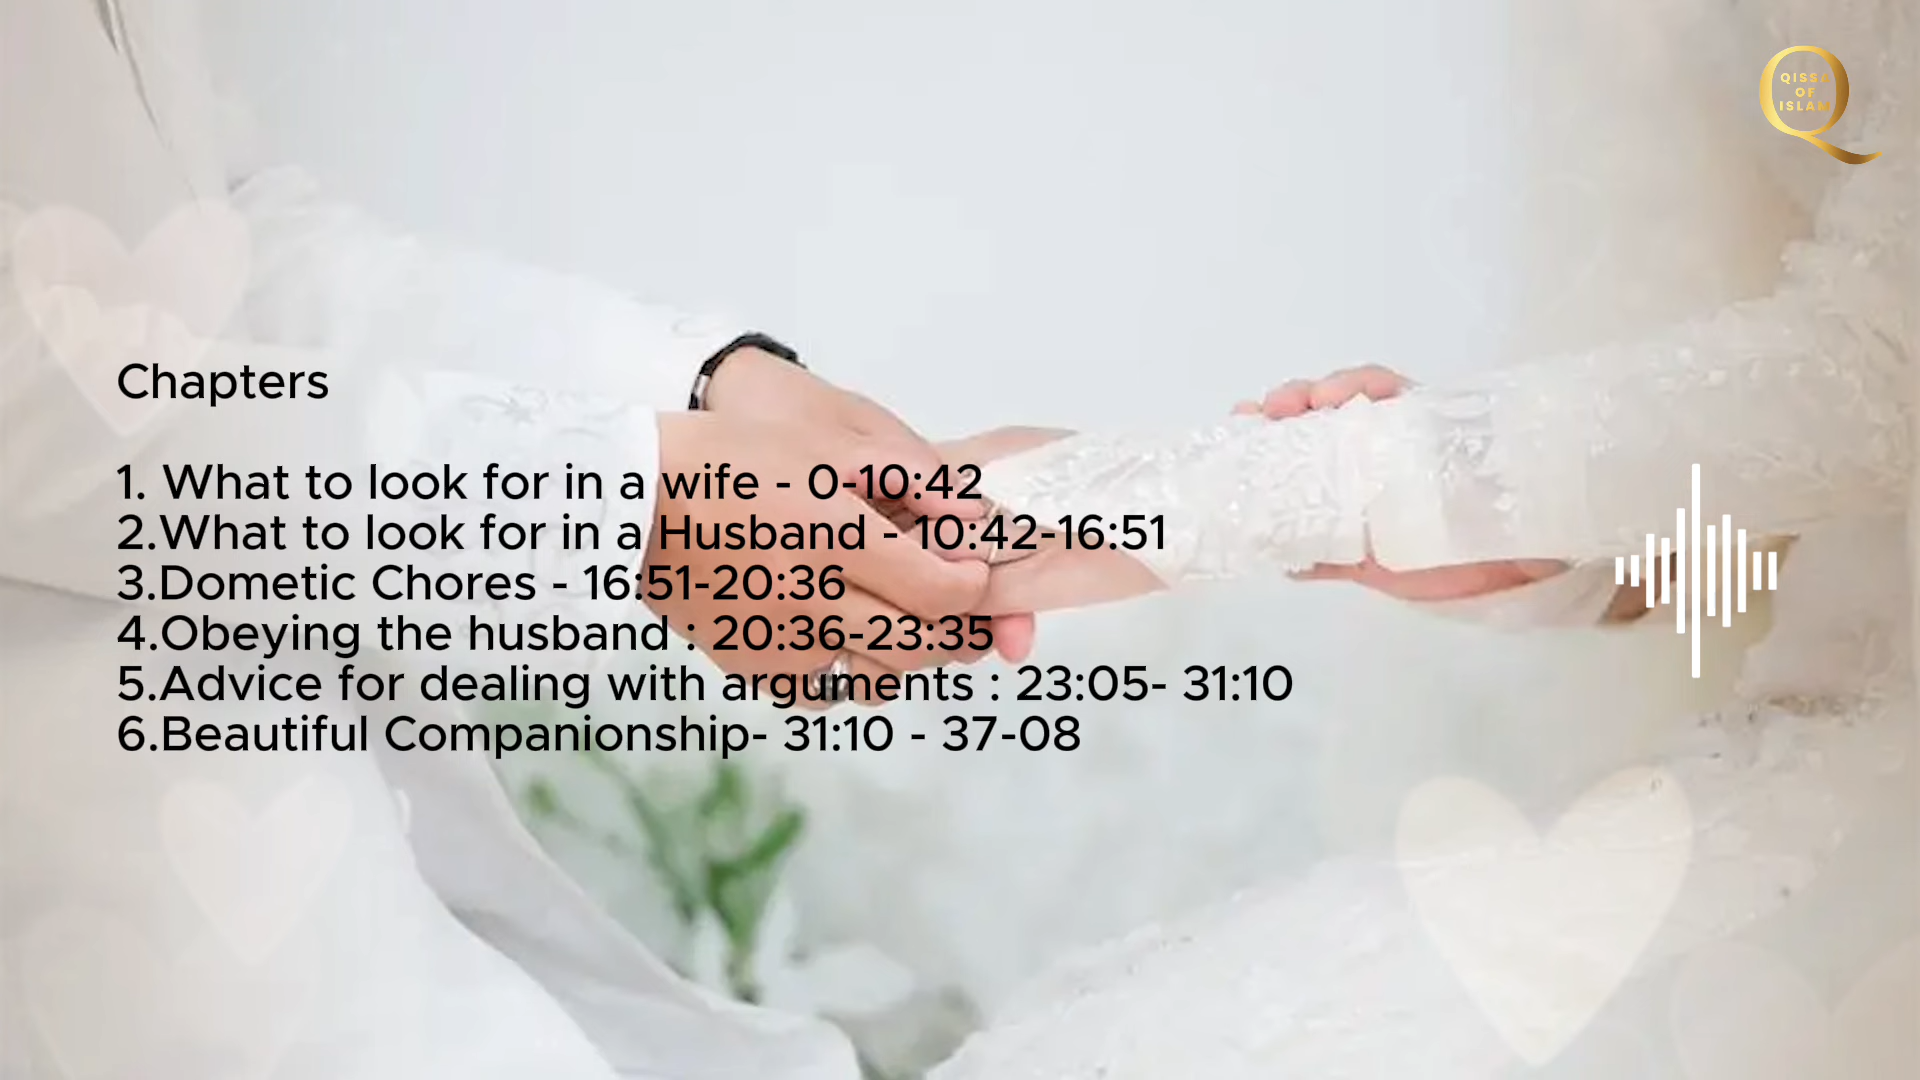 QISSA
OF
ISLAM
Chapters
1. What to look for in a wife - 0-10:42
2.What to look for in a Husband - 10:42-16:51
3.Dometic Chores - 16:51-20:36
4.Obeying the husband : 20:36-23:35
5.Advice for dealing with arguments : 23:05- 31:10
6.Beautiful Companionship- 31:10 - 37-08